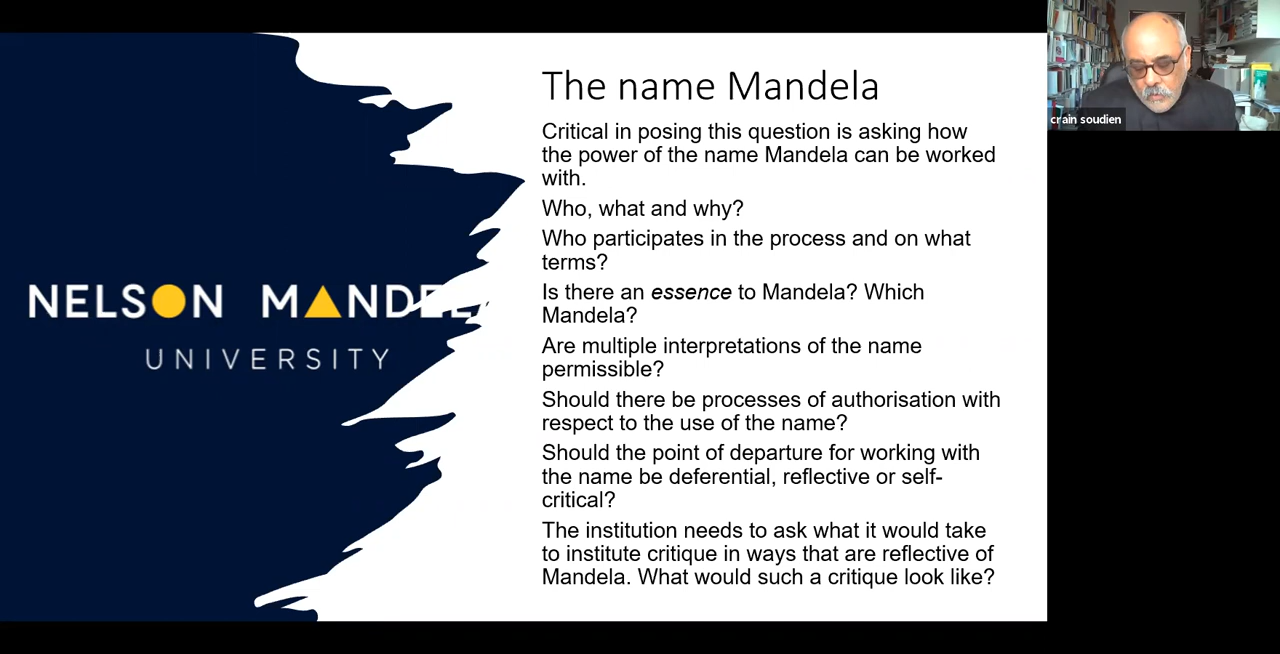 The name Mandela
Critical in posing this question is asking how
the power of the name Mandela can be worked
with.
Who, what and why?
Who participates in the process and on what
terms?
Is there an essence to Mandela? Which
Mandela?
Are multiple interpretations of the name
permissible?
Should there be processes of authorisation with
respect to the use of the name?
Should the point of departure for working with
the name be deferential, reflective or self-
critical?
The institution needs to ask what it would take
to institute critique in ways that are reflective of
Mandela. What would such a critique look like?
NELSON MANDEL
UNIVERSITY
crain soudien